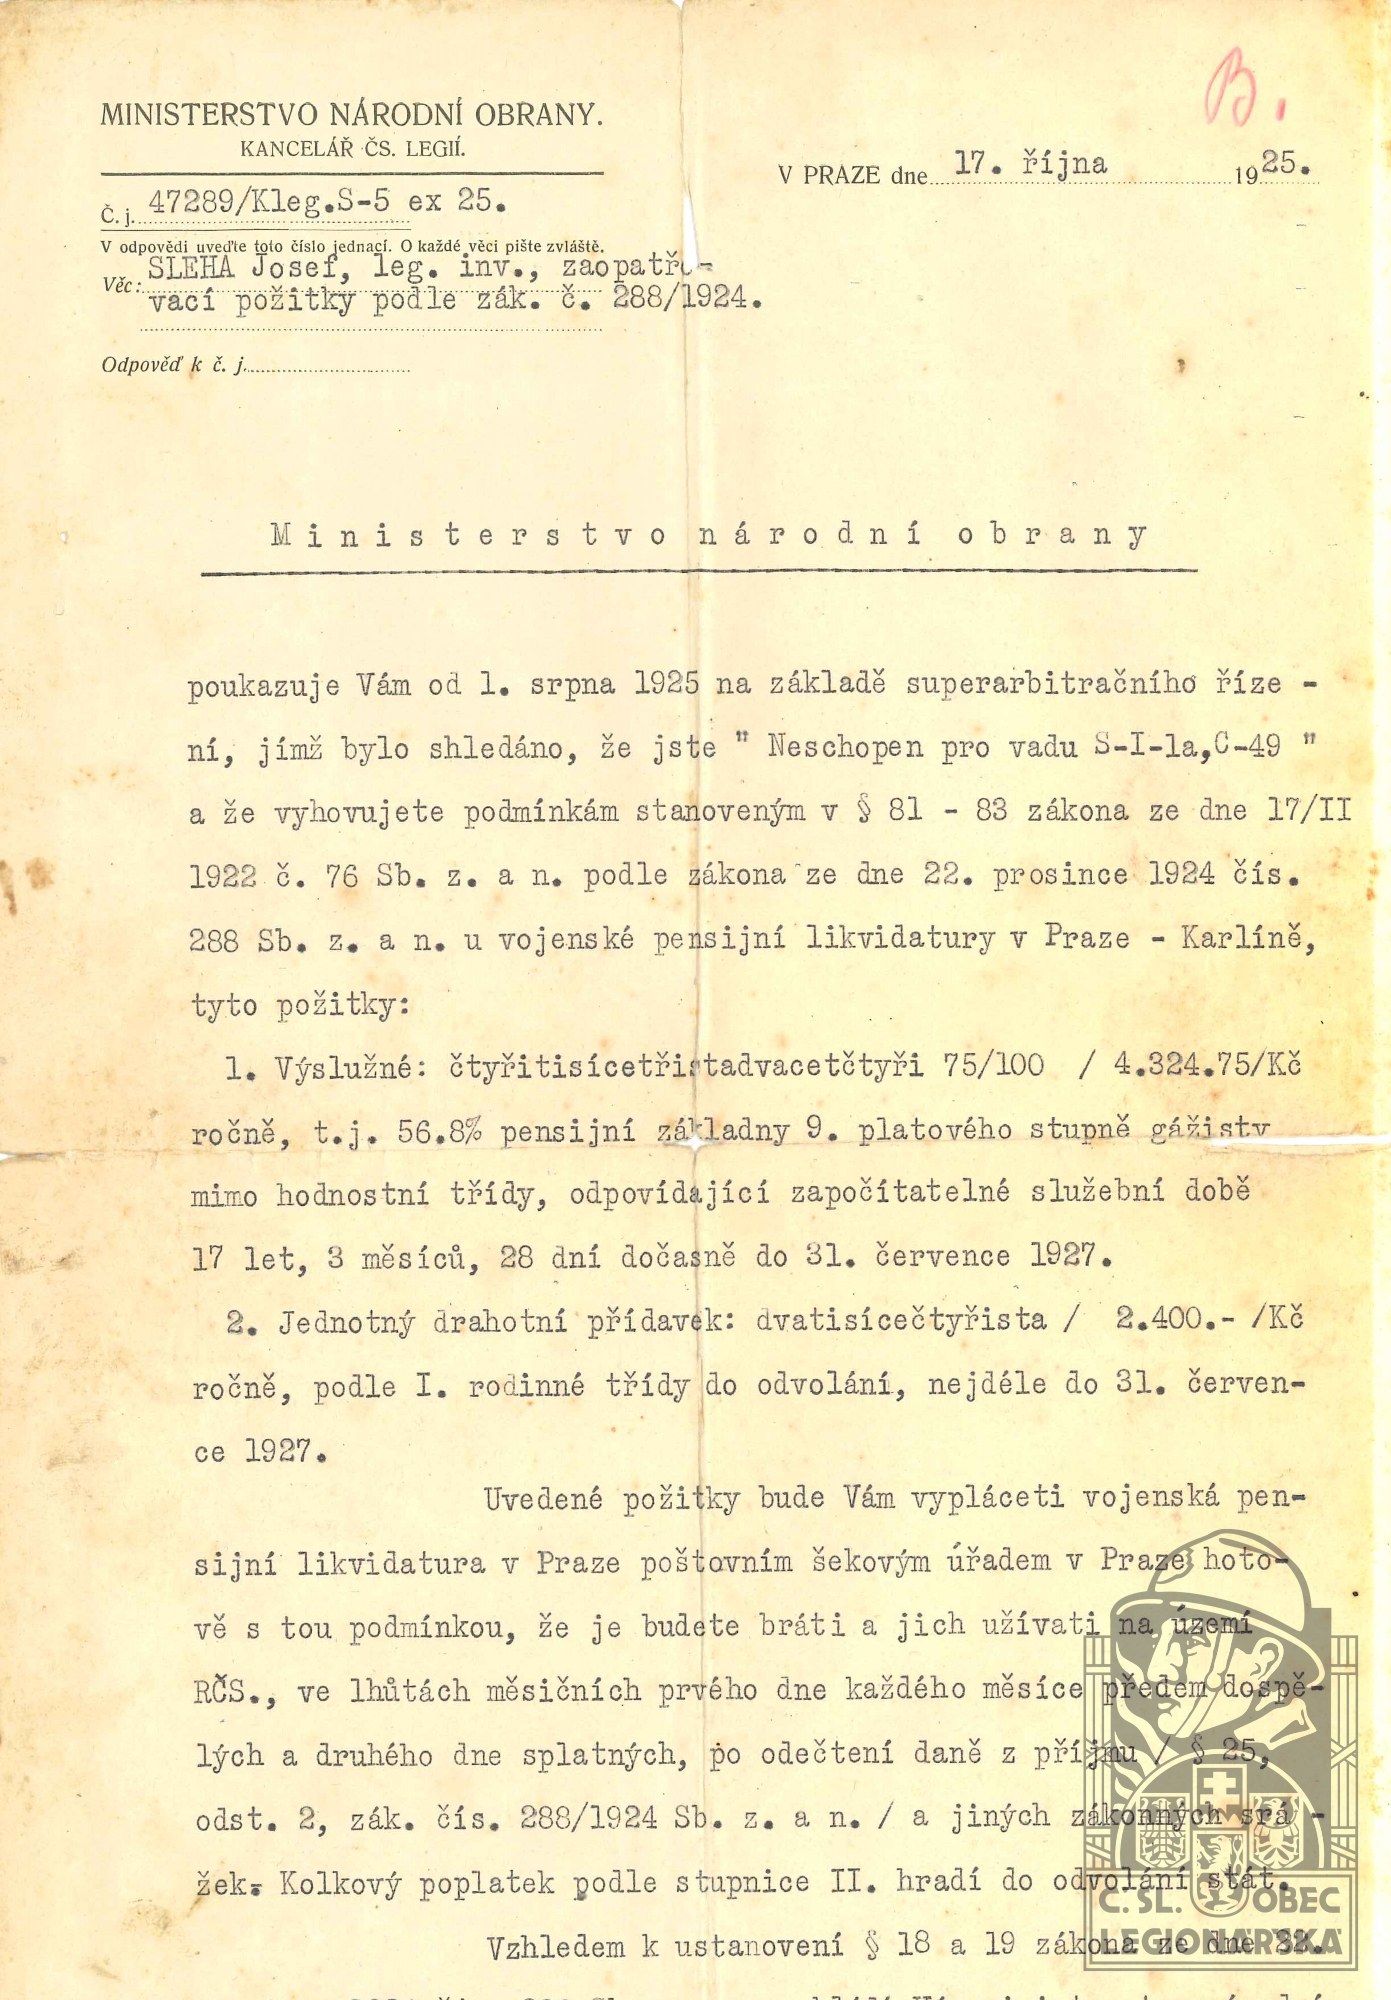 B.
MINISTERSTVO NÁRODNÍ OBRANY.
KANCELÁŘ ČS. LEGIÍ.
V PRAZE dne 17. října 1925.
Č. j. 47289/Kleg.S-5 ex 25.
V odpovědi uveďte toto číslo jednací. O každé věci pište zvláště.
Věc: SLEHA Josef, leg. inv., zaopatřo-
vací požitky podle zák. č. 288/1924.
Odpověď k č. j.
Ministerstvo národní obrany
poukazuje Vám od 1. srpna 1925 na základě superarbitračního říze -
ní, jímž bylo shledáno, že jste " Neschopen pro vadu S-I-1a,C-49 "
a že vyhovujete podmínkám stanoveným v § 81 - 83 zákona ze dne 17/II
1922 č. 76 Sb. z. a n. podle zákona ze dne 22. prosince 1924 čís.
288 Sb. z. a n. u vojenské pensijní likvidatury v Praze - Karlíně,
tyto požitky:
1. Výslužné: čtyřitisícetřistadvacetčtyři 75/100 / 4.324.75/Kč
ročně, t.j. 56.8% pensijní základny 9. platového stupně gážisty
mimo hodnostní třídy, odpovídající započítatelné služební době
17 let, 3 měsíců, 28 dní dočasně do 31. července 1927.
2. Jednotný drahotní přídavek: dvatisícečtyřista / 2.400.- /Kč
ročně, podle I. rodinné třídy do odvolání, nejdéle do 31. červen-
ce 1927.
Uvedené požitky bude Vám vypláceti vojenská pen-
sijní likvidatura v Praze poštovním šekovým úřadem v Praze hoto-
vě s tou podmínkou, že je budete bráti a jich užívati na území
RČS., ve lhůtách měsičních prvého dne každého měsíce předem dospě-
lých a druhého dne splatných, po odečtení daně z příjmu / § 25,
odst. 2, zák. čís. 288/1924 Sb. z. a n. / a jiných zákonných srá -
žek.- Kolkový poplatek podle stupnice II. hradí do odvolání stát.
Vzhledem k ustanovení § 18 a 19 zákona ze dne 22.
Č. SL. OBEC
LEGIONÁŘSKÁ